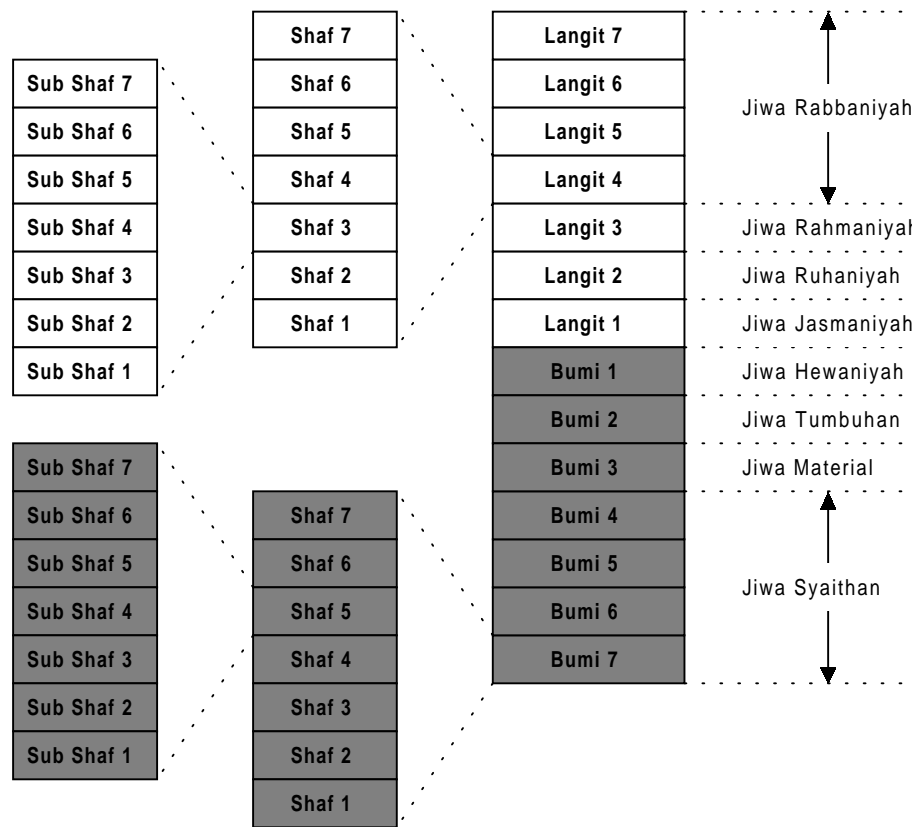 Sub Shaf 7
Sub Shaf 6
Sub Shaf 5
Sub Shaf 4
Sub Shaf 3
Sub Shaf 2
Sub Shaf 1
Shaf 7
Shaf 6
Shaf 5
Shaf 4
Shaf 3
Shaf 2
Shaf 1
Langit 7
Langit 6
Langit 5
Langit 4
Langit 3
Langit 2
Langit 1
Bumi 1
Bumi 2
Bumi 3
Bumi 4
Bumi 5
Bumi 6
Bumi 7
Jiwa Rabbaniyah
Jiwa Rahmaniyah
Jiwa Ruhaniyah
Jiwa Jasmaniyah
Jiwa Hewaniyah
Jiwa Tumbuhan
Jiwa Material
Jiwa Syaithan
Sub Shaf 7
Sub Shaf 6
Sub Shaf 5
Sub Shaf 4
Sub Shaf 3
Sub Shaf 2
Sub Shaf 1
Shaf 7
Shaf 6
Shaf 5
Shaf 4
Shaf 3
Shaf 2
Shaf 1